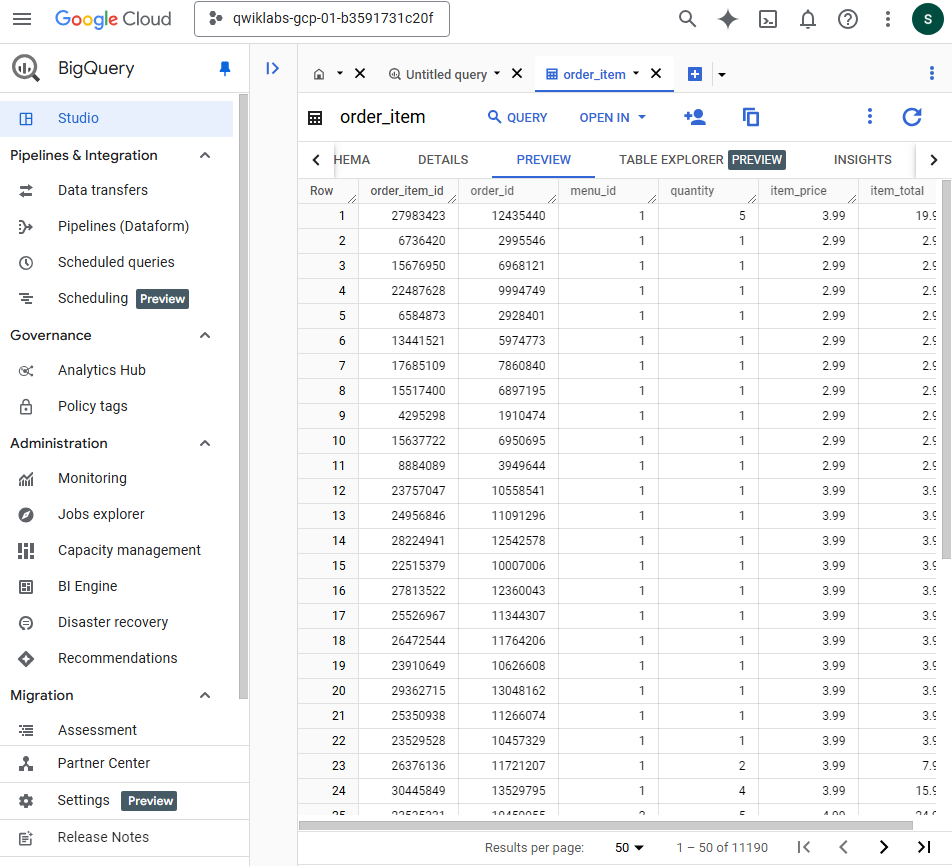 Google Cloud
qwiklabs-gcp-01-b3591731c20f
S
BigQuery
Studio
Pipelines & Integration
Data transfers
Pipelines (Dataform)
Scheduled queries
Scheduling Preview
Governance
Analytics Hub
Policy tags
Administration
Monitoring
Jobs explorer
Capacity management
BI Engine
Disaster recovery
Recommendations
Migration
Assessment
Partner Center
Settings Preview
Release Notes
Untitled query
order_item
order_item
QUERY
OPEN IN
HEMA DETAILS PREVIEW TABLE EXPLORER PREVIEW INSIGHTS
Row order_item_id order_id menu_id quantity item_price item_total
1 27983423 12435440 1 5 3.99 19.9
2 6736420 2995546 1 1 2.99 2.9
3 15676950 6968121 1 1 2.99 2.9
4 22487628 9994749 1 1 2.99 2.9
5 6584873 2928401 1 1 2.99 2.9
6 13441521 5974773 1 1 2.99 2.9
7 17685109 7860840 1 1 2.99 2.9
8 15517400 6897195 1 1 2.99 2.9
9 4295298 1910474 1 1 2.99 2.9
10 15637722 6950695 1 1 2.99 2.9
11 8884089 3949644 1 1 2.99 2.9
12 23757047 10558541 1 1 3.99 3.9
13 24956846 11091296 1 1 3.99 3.9
14 28224941 12542578 1 1 3.99 3.9
15 22515379 10007006 1 1 3.99 3.9
16 27813522 12360043 1 1 3.99 3.9
17 25526967 11344307 1 1 3.99 3.9
18 26472544 11764206 1 1 3.99 3.9
19 23910649 10626608 1 1 3.99 3.9
20 29362715 13048162 1 1 3.99 3.9
21 25350938 11266074 1 1 3.99 3.9
22 23529528 10457329 1 1 3.99 3.9
23 26376136 11721207 1 2 3.99 7.9
24 30445849 13529795 1 4 3.99 15.9
Results per page: 50 1 – 50 of 11190